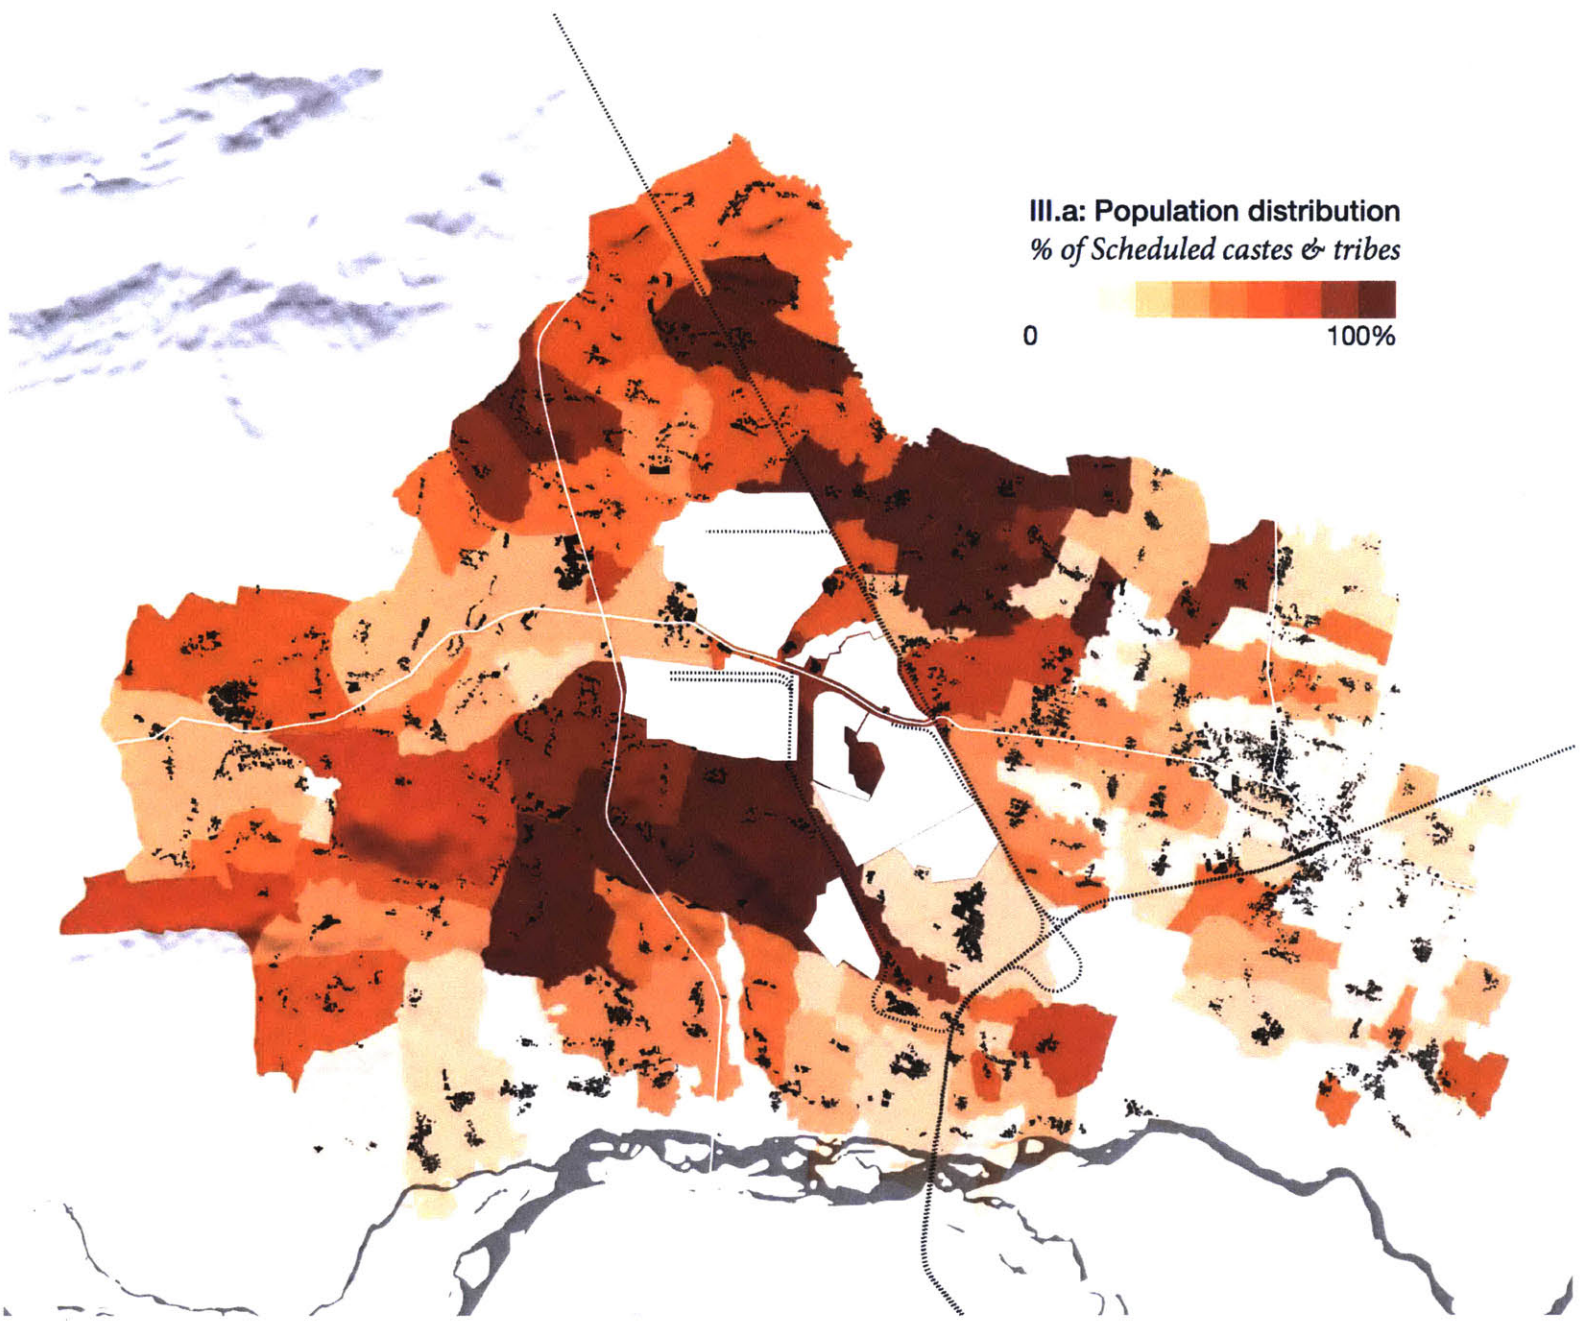 III.a: Population distribution
% of Scheduled castes & tribes
0 100%